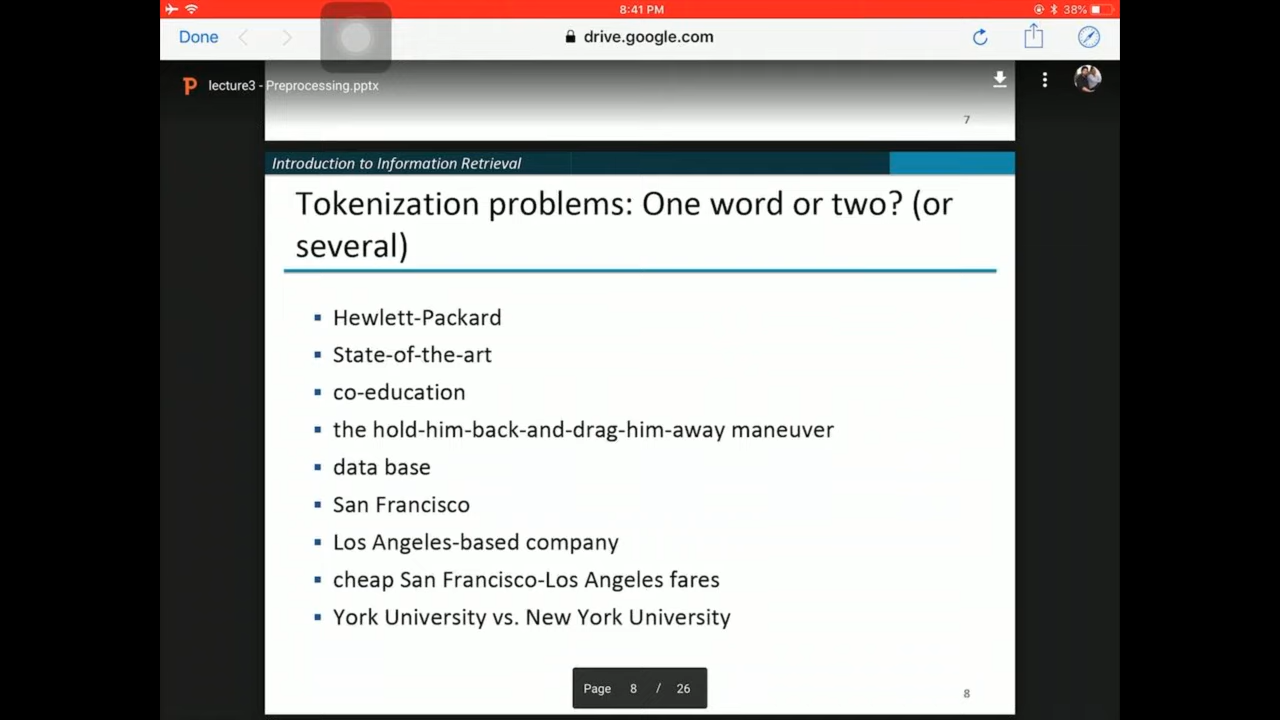 8:41 PM
38%
Done
drive.google.com
lecture3 - Preprocessing.pptx
7
Introduction to Information Retrieval
Tokenization problems: One word or two? (or
several)
Hewlett-Packard
State-of-the-art
co-education
the hold-him-back-and-drag-him-away maneuver
data base
San Francisco
Los Angeles-based company
cheap San Francisco-Los Angeles fares
York University vs. New York University
Page 8 / 26
8